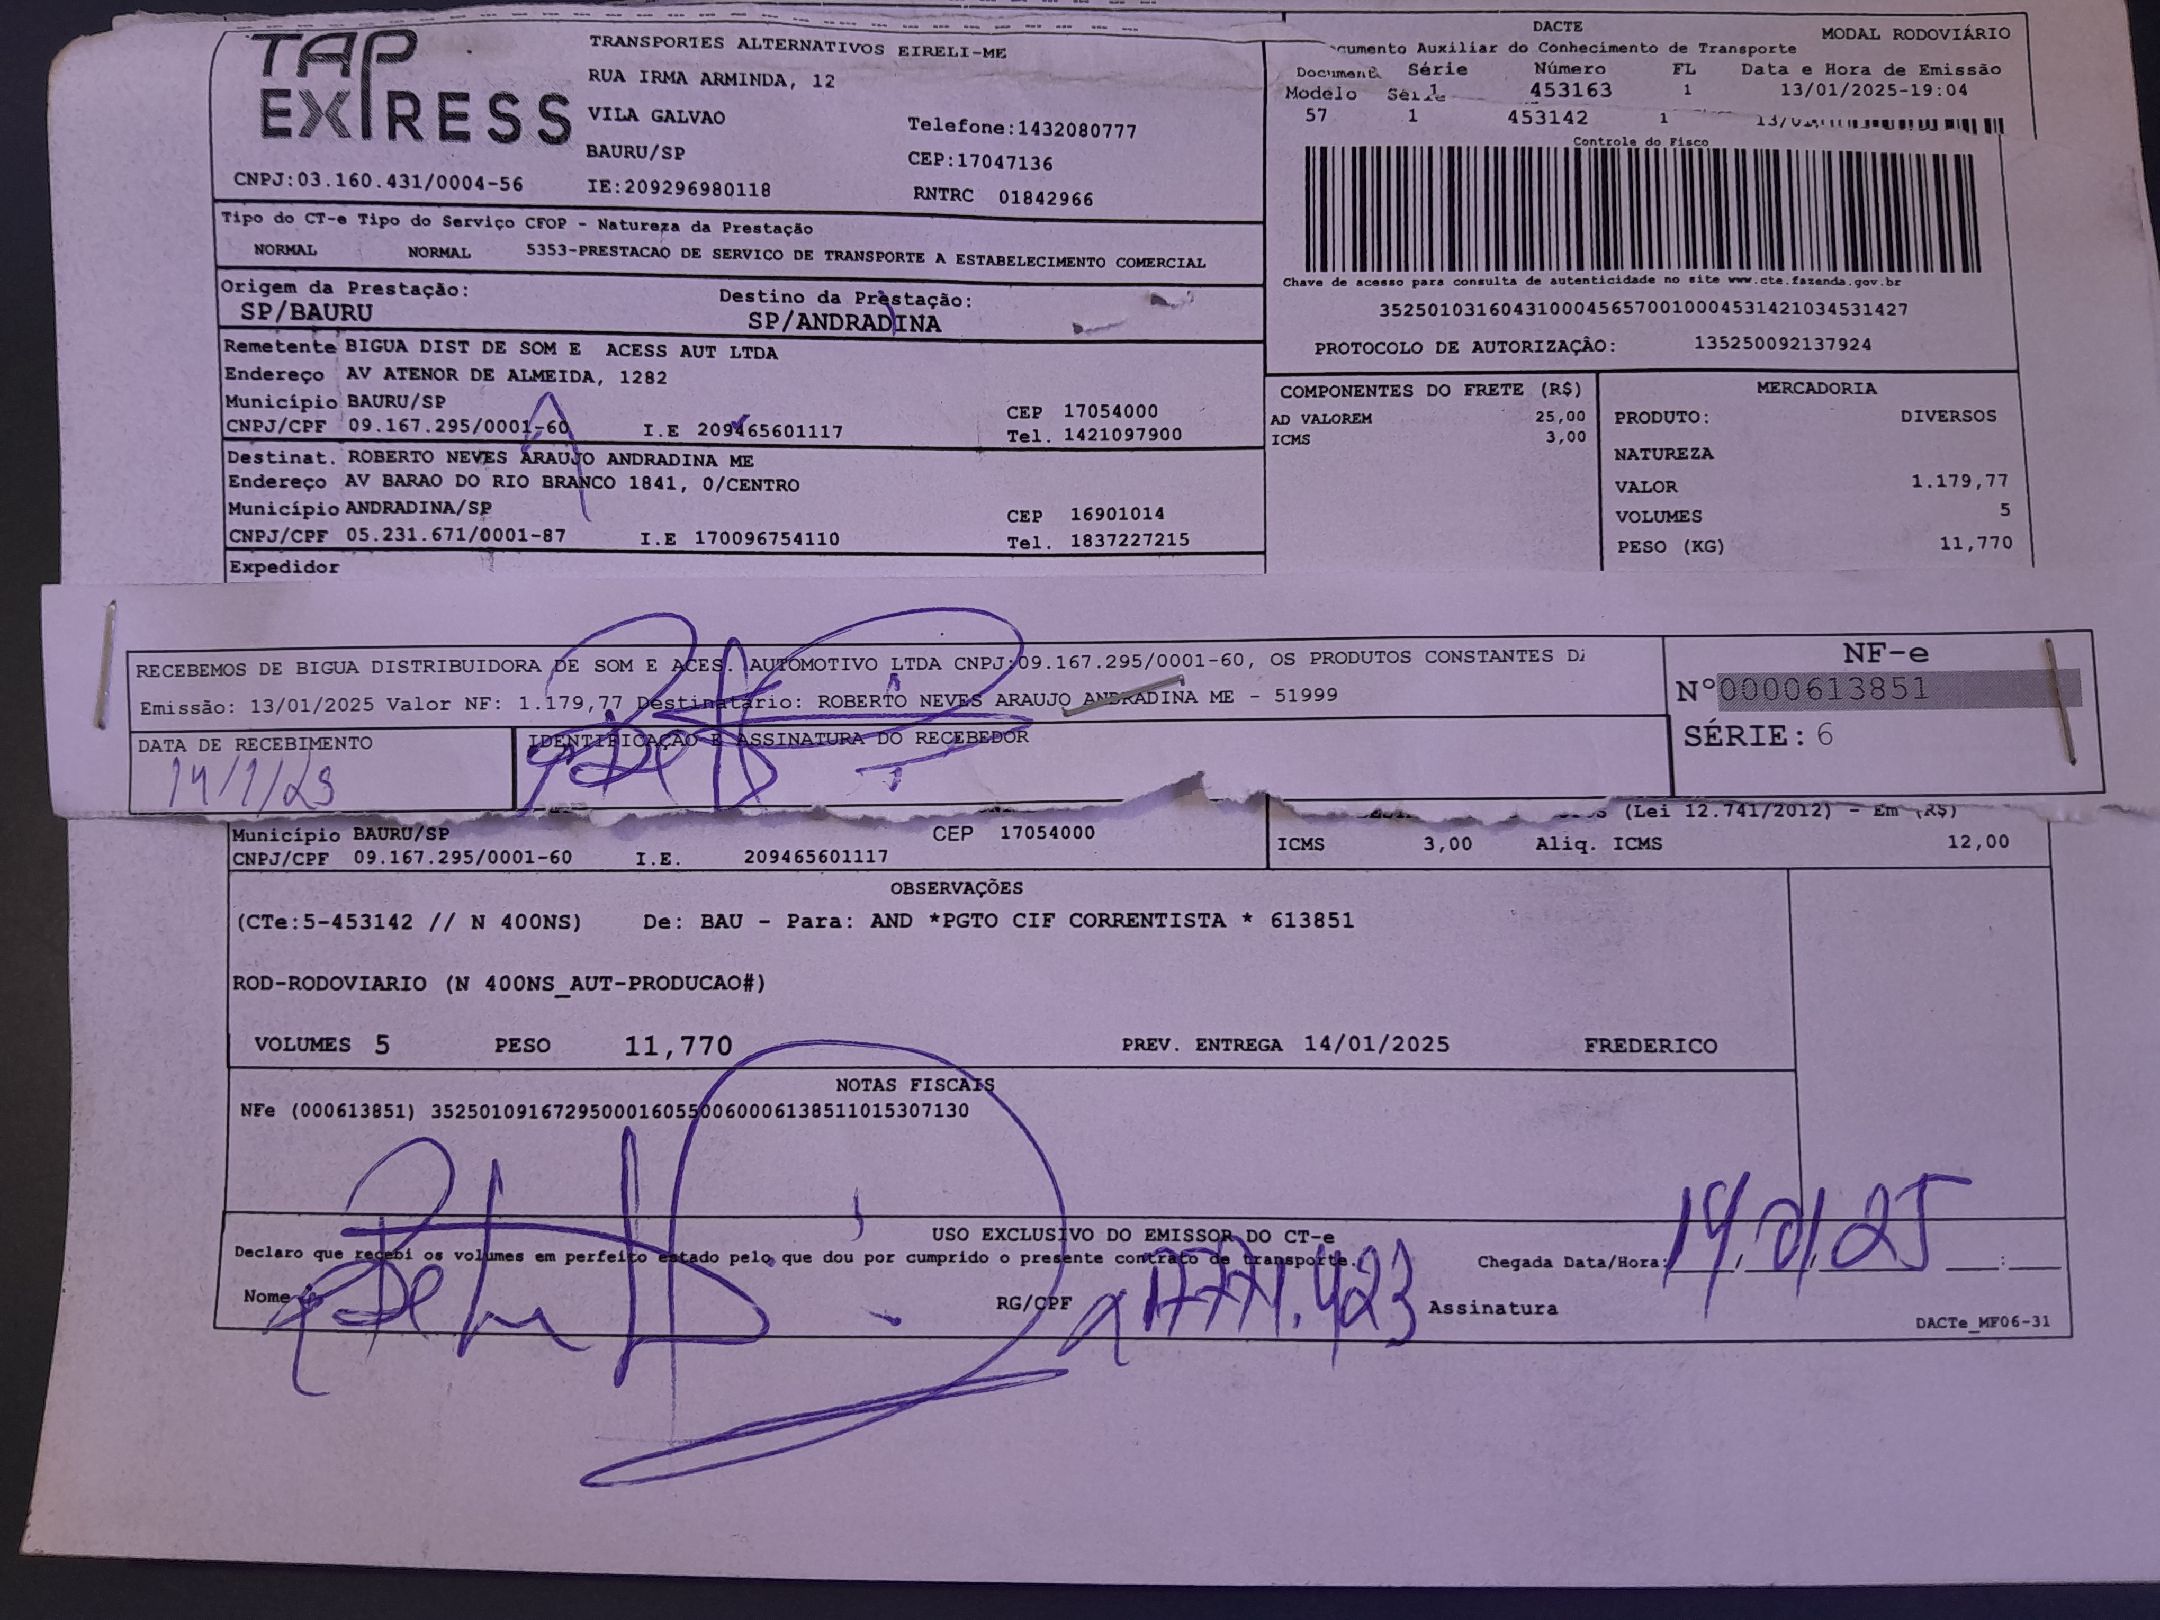 TAP
EXPRESS
TRANSPORTES ALTERNATIVOS EIRELI-ME
RUA IRMA ARMINDA, 12
VILA GALVAO
Telefone:1432080777
BAURU/SP
CEP:17047136
CNPJ:03.160.431/0004-56
IE:209296980118
RNTRC 01842966
DACTE
MODAL RODOVIÁRIO
cumento Auxiliar do Conhecimento de Transporte
Série Número FL Data e Hora de Emissão
1 453163 1 13/01/2025-19:04
Modelo
57 1 453142 1
Controle do Fisco
Chave de acesso para consulta de autenticidade no site www.cte.fazenda.gov.br
35250103160431000456570010004531421034531427
PROTOCOLO DE AUTORIZAÇÃO: 135250092137924
Tipo do CT-e Tipo do Serviço CFOP - Natureza da Prestação
NORMAL NORMAL 5353-PRESTACAO DE SERVICO DE TRANSPORTE A ESTABELECIMENTO COMERCIAL
Origem da Prestação: Destino da Prestação:
SP/BAURU SP/ANDRADINA
Remetente BIGUA DIST DE SOM E ACESS AUT LTDA
Endereço AV ATENOR DE ALMEIDA, 1282
Município BAURU/SP CEP 17054000
CNPJ/CPF 09.167.295/0001-60 I.E 209465601117 Tel. 1421097900
Destinat. ROBERTO NEVES ARAUJO ANDRADINA ME
Endereço AV BARAO DO RIO BRANCO 1841, 0/CENTRO
Município ANDRADINA/SP CEP 16901014
CNPJ/CPF 05.231.671/0001-87 I.E 170096754110 Tel. 1837227215
Expedidor
COMPONENTES DO FRETE (R$)
AD VALOREM 25,00
ICMS 3,00
MERCADORIA
PRODUTO: DIVERSOS
NATUREZA
VALOR 1.179,77
VOLUMES 5
PESO (KG) 11,770
RECEBEMOS DE BIGUA DISTRIBUIDORA DE SOM E ACES. AUTOMOTIVO LTDA CNPJ:09.167.295/0001-60, OS PRODUTOS CONSTANTES
Emissão: 13/01/2025 Valor NF: 1.179,77 Destinatário: ROBERTO NEVES ARAUJO ANDRADINA ME - 51999
DATA DE RECEBIMENTO
IDENTIFICAÇÃO E ASSINATURA DO RECEBEDOR
NF-e
Nº0000613851
SÉRIE: 6
(Lei 12.741/2012) - Em (R$)
Município BAURU/SP CEP 17054000
CNPJ/CPF 09.167.295/0001-60 I.E. 209465601117
ICMS 3,00 Aliq. ICMS 12,00
OBSERVAÇÕES
(CTe:5-453142 // N 400NS) De: BAU - Para: AND *PGTO CIF CORRENTISTA * 613851
ROD-RODOVIARIO (N 400NS_AUT-PRODUCAO#)
VOLUMES 5 PESO 11,770 PREV. ENTREGA 14/01/2025 FREDERICO
NOTAS FISCAIS
NFe (000613851) 35250109167295000160550060006138511015307130
USO EXCLUSIVO DO EMISSOR DO CT-e
Declaro que recebi os volumes em perfeito estado pelo que dou por cumprido o presente contrato de transporte.
Chegada Data/Hora: 14/01/25
Nome RG/CPF Assinatura
DACTe_MF06-31